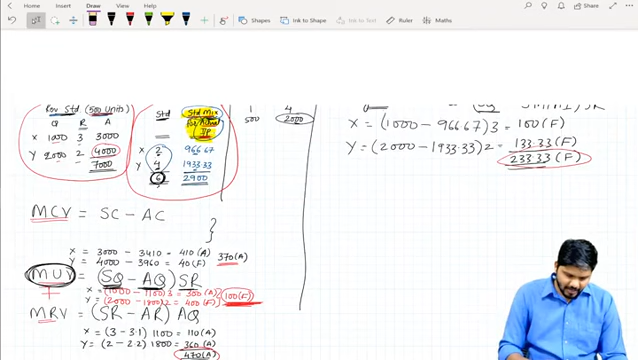 Home Insert Draw View Help
Shapes Ink to Shape Ruler Maths
Rev Std (500 Units)
Q R A
X 1000 3 3000
Y 2000 2 4000
7000
Std Std Mix
IP
X 2 966.67
Y 4 1933.33
6 2900
1 4
500 2000
SR
X = (1000 - 966.67) 3 = 100 (F)
Y = (2000 - 1933.33) 2 = 133.33 (F)
233.33 (F)
MCV = SC - AC
X = 3000 - 3410 = 410 (A)
Y = 4000 - 3960 = 40 (F)
370 (A)
MUV = (SQ - AQ) SR
X = (1000 - 1100) 3 = 300 (A)
Y = (2000 - 1800) 2 = 400 (F)
100 (F)
MRV = (SR - AR) AQ
X = (3 - 3.1) 1100 = 110 (A)
Y = (2 - 2.2) 1800 = 360 (A)
470 (A)